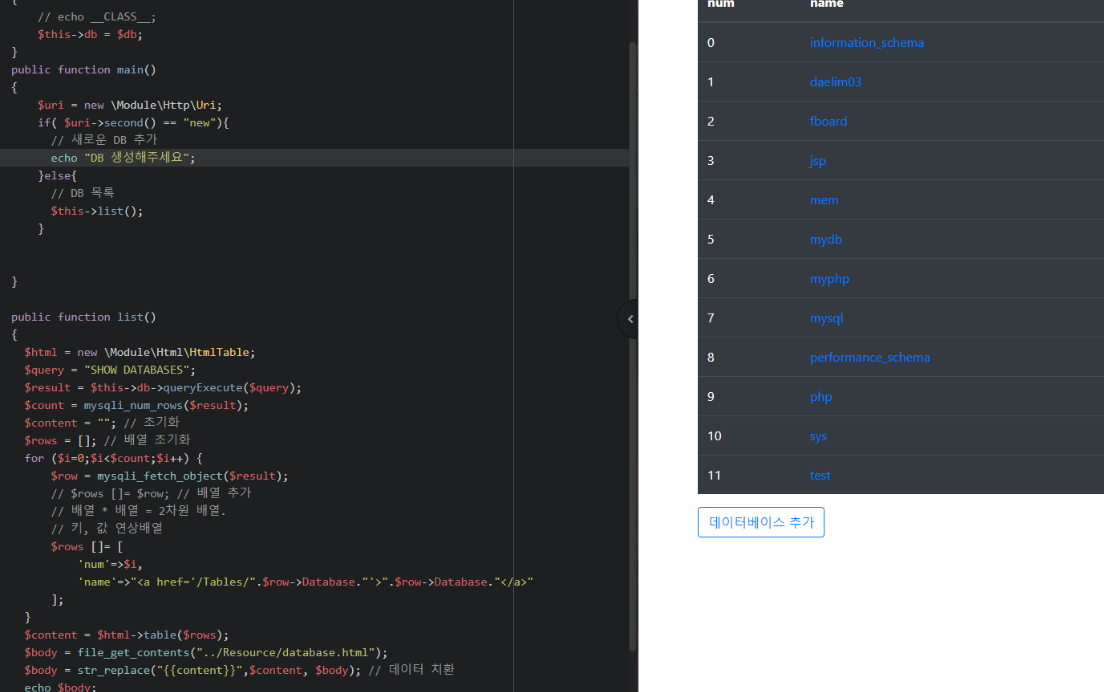 {
// echo __CLASS__;
$this->db = $db;
}
public function main()
{
$uri = new \Module\Http\Uri;
if( $uri->second() == "new"){
// 새로운 DB 추가
echo "DB 생성해주세요";
}else{
// DB 목록
$this->list();
}
}
public function list()
{
$html = new \Module\Html\HtmlTable;
$query = "SHOW DATABASES";
$result = $this->db->queryExecute($query);
$count = mysqli_num_rows($result);
$content = ""; // 초기화
$rows = []; // 배열 초기화
for ($i=0;$i<$count;$i++) {
$row = mysqli_fetch_object($result);
// $rows []= $row; // 배열 추가
// 배열 * 배열 = 2차원 배열.
// 키, 값 연상배열
$rows []= [
'num'=>$i,
'name'=>"<a href='/Tables/".$row->Database."'>".$row->Database."</a>"
];
}
$content = $html->table($rows);
$body = file_get_contents("../Resource/database.html");
$body = str_replace("{{content}}",$content, $body); // 데이터 치환
echo $body;
num name
0 information_schema
1 daelim03
2 fboard
3 jsp
4 mem
5 mydb
6 myphp
7 mysql
8 performance_schema
9 php
10 sys
11 test
데이터베이스 추가